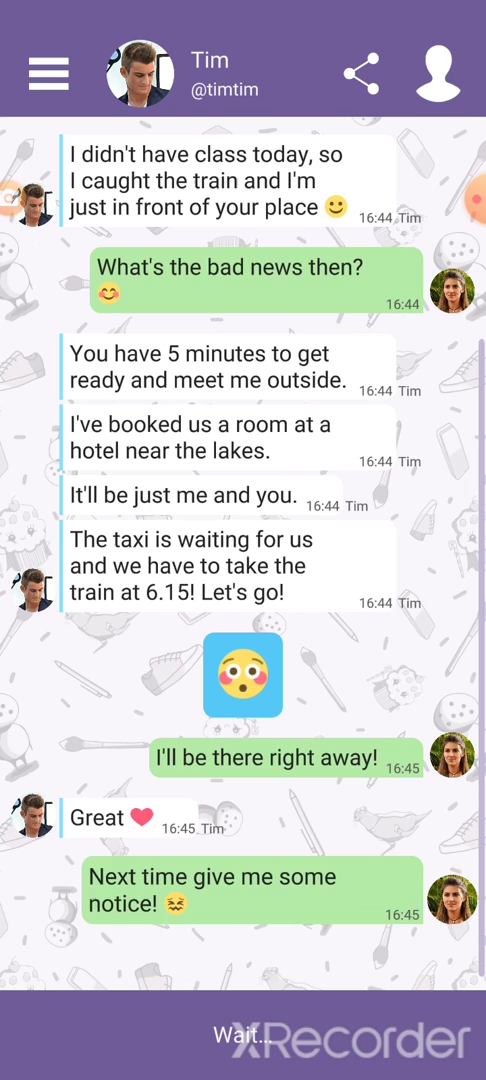 Tim
@timtim
I didn't have class today, so
I caught the train and I'm
just in front of your place 🙂
16:44 Tim
What's the bad news then?
😊
16:44
You have 5 minutes to get
ready and meet me outside.
16:44 Tim
I've booked us a room at a
hotel near the lakes.
16:44 Tim
It'll be just me and you.
16:44 Tim
The taxi is waiting for us
and we have to take the
train at 6.15! Let's go!
16:44 Tim
I'll be there right away!
16:45
Great ❤️
16:45 Tim
Next time give me some
notice! 😖
16:45
Wait...
XRecorder